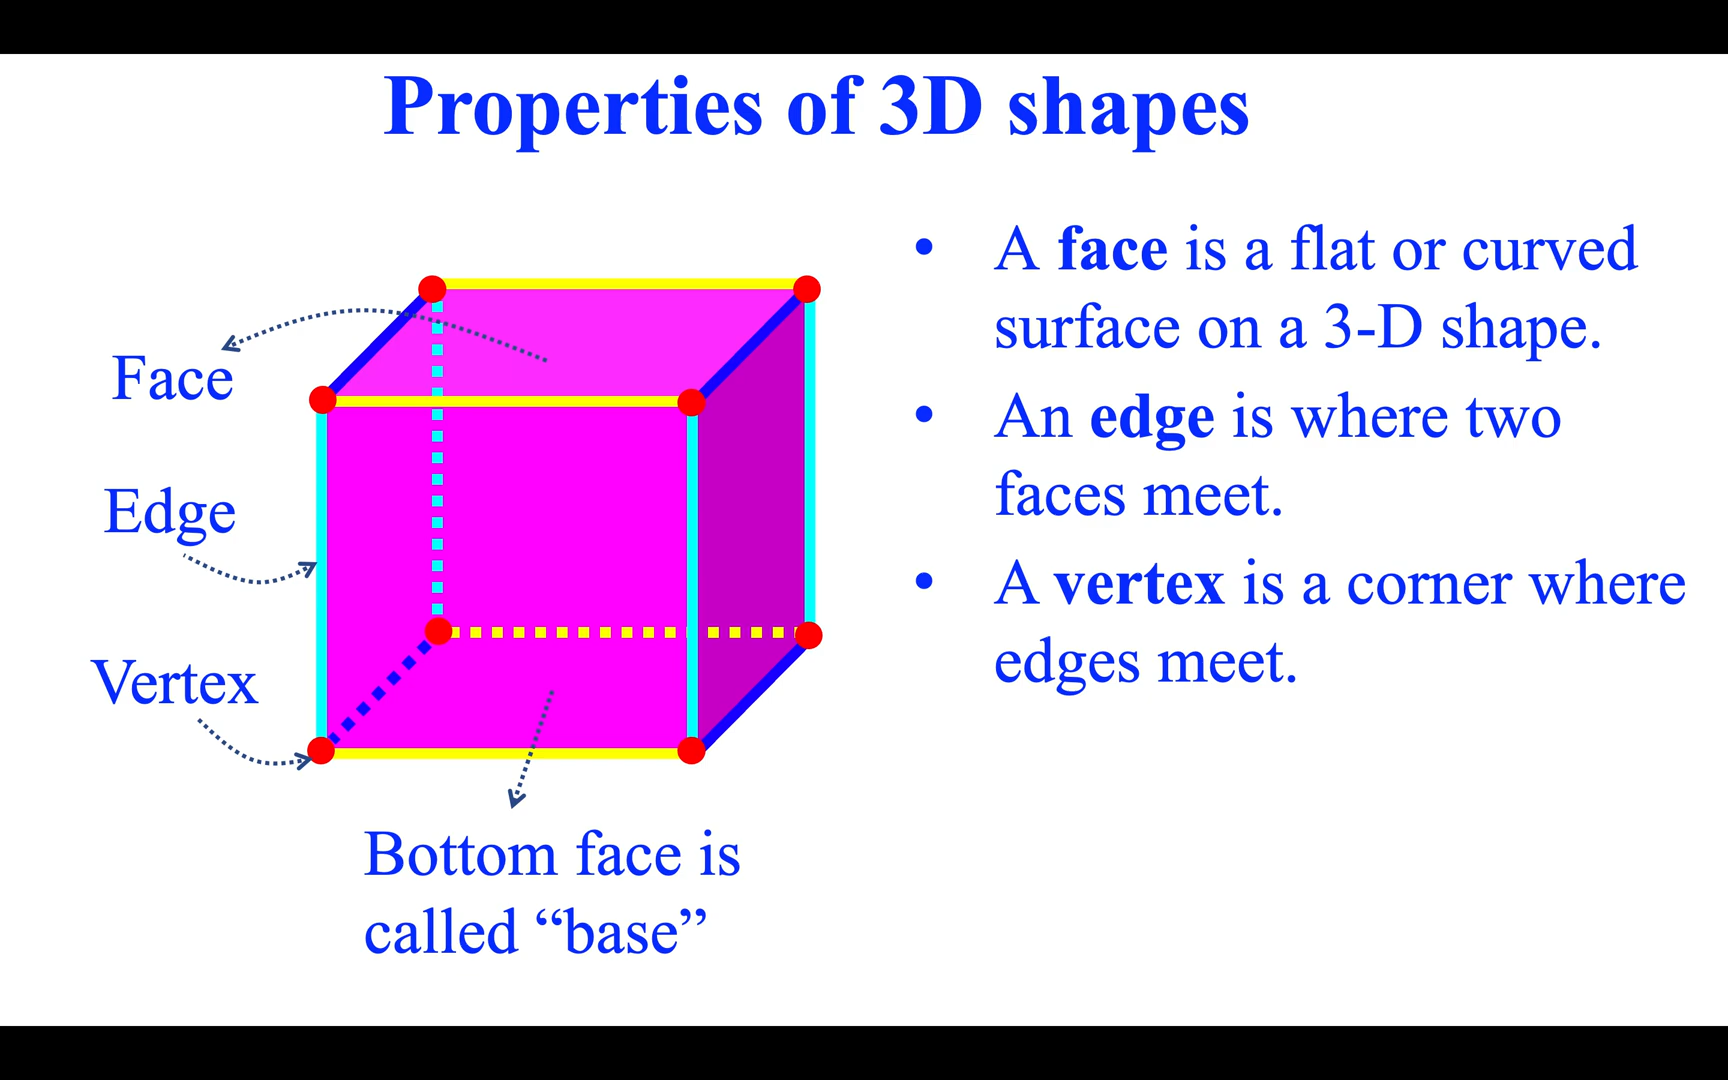 Properties of 3D shapes
• A face is a flat or curved
surface on a 3-D shape.
• An edge is where two
faces meet.
• A vertex is a corner where
edges meet.
Face
Edge
Vertex
Bottom face is
called “base”